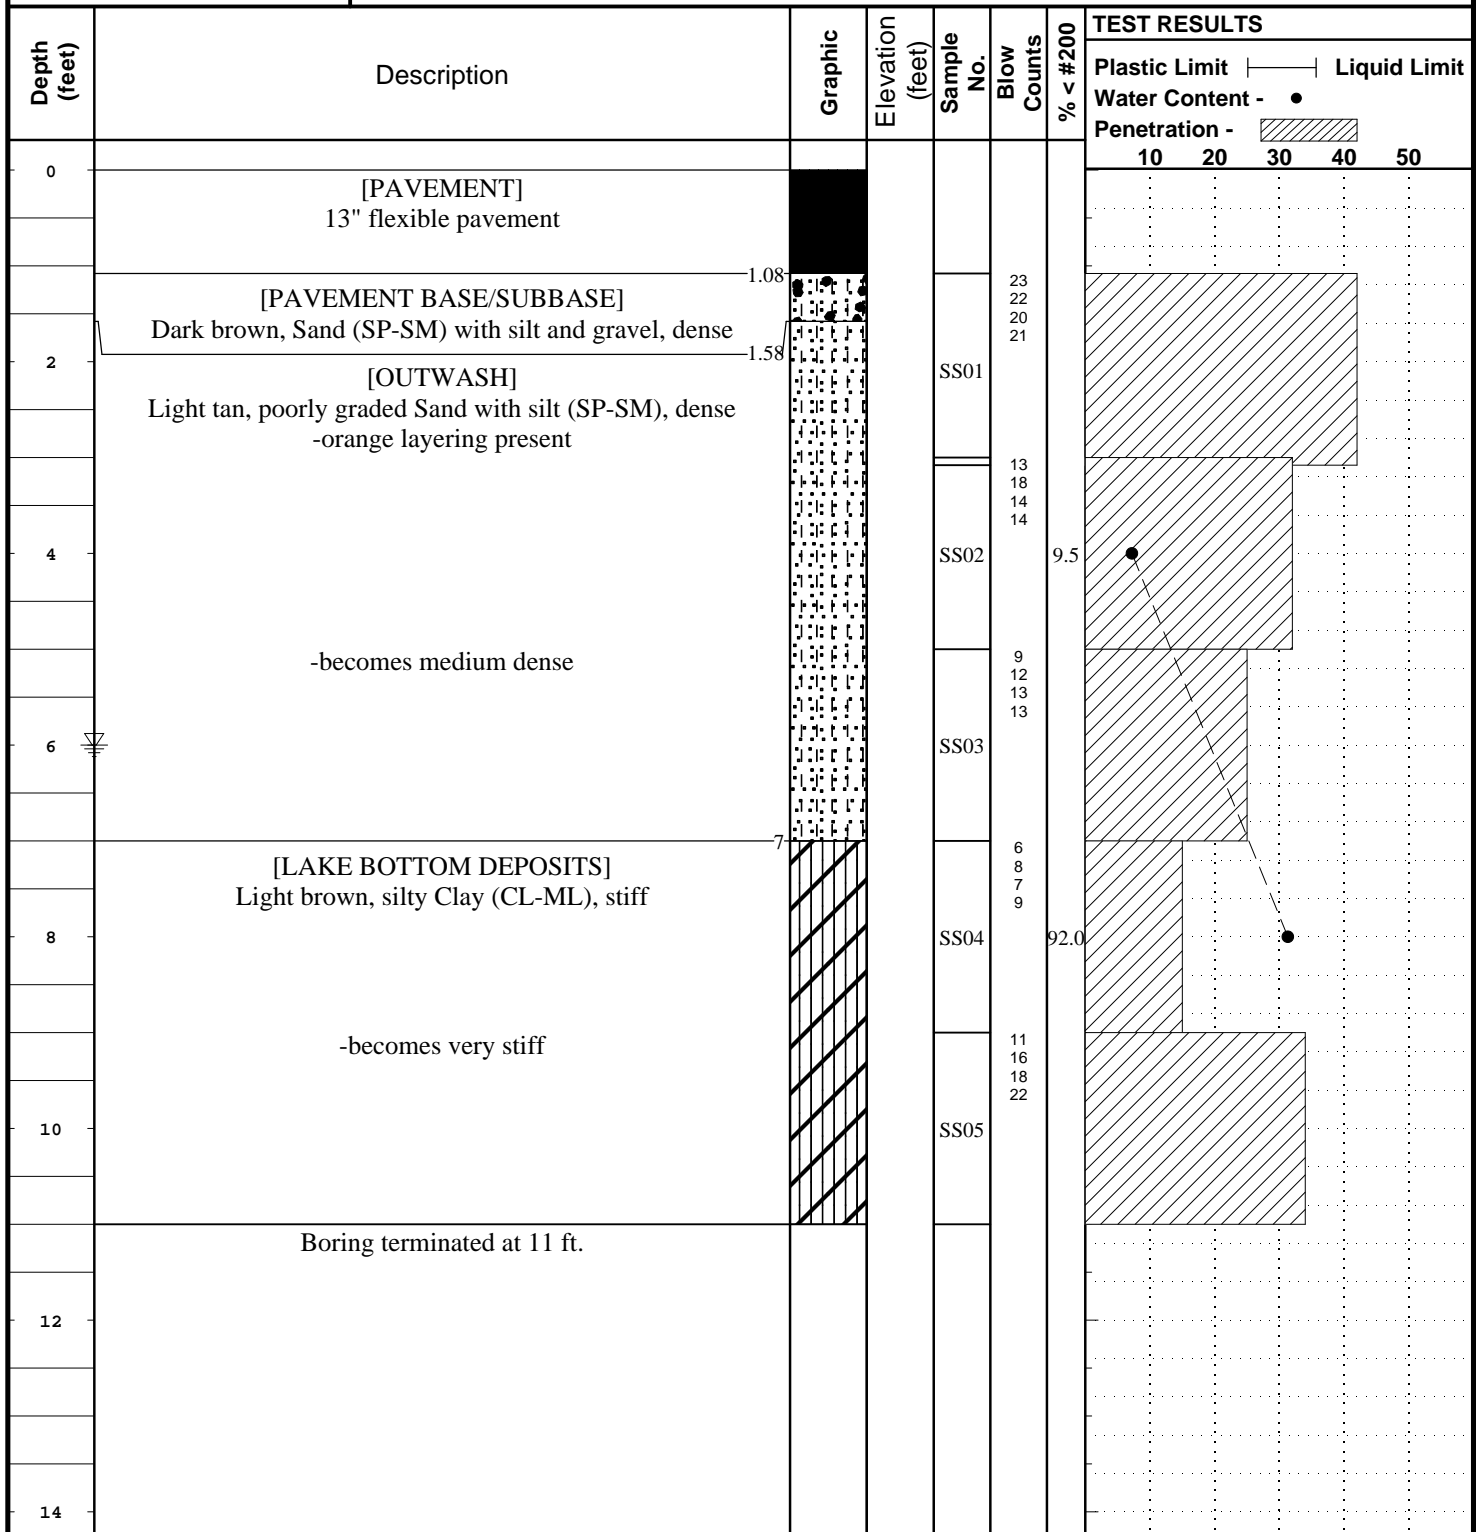 Depth (feet)
Description
Graphic
Elevation (feet)
Sample No.
Blow Counts
% < #200
TEST RESULTS
Plastic Limit Liquid Limit
Water Content -
Penetration -
10 20 30 40 50
0
[PAVEMENT]
13" flexible pavement
1.08
[PAVEMENT BASE/SUBBASE]
Dark brown, Sand (SP-SM) with silt and gravel, dense
1.58
23
22
20
21
2
SS01
[OUTWASH]
Light tan, poorly graded Sand with silt (SP-SM), dense
-orange layering present
13
18
14
14
4
SS02
9.5
-becomes medium dense
9
12
13
13
6
SS03
7
[LAKE BOTTOM DEPOSITS]
Light brown, silty Clay (CL-ML), stiff
6
8
7
9
8
SS04
92.0
-becomes very stiff
11
16
18
22
10
SS05
Boring terminated at 11 ft.
12
14